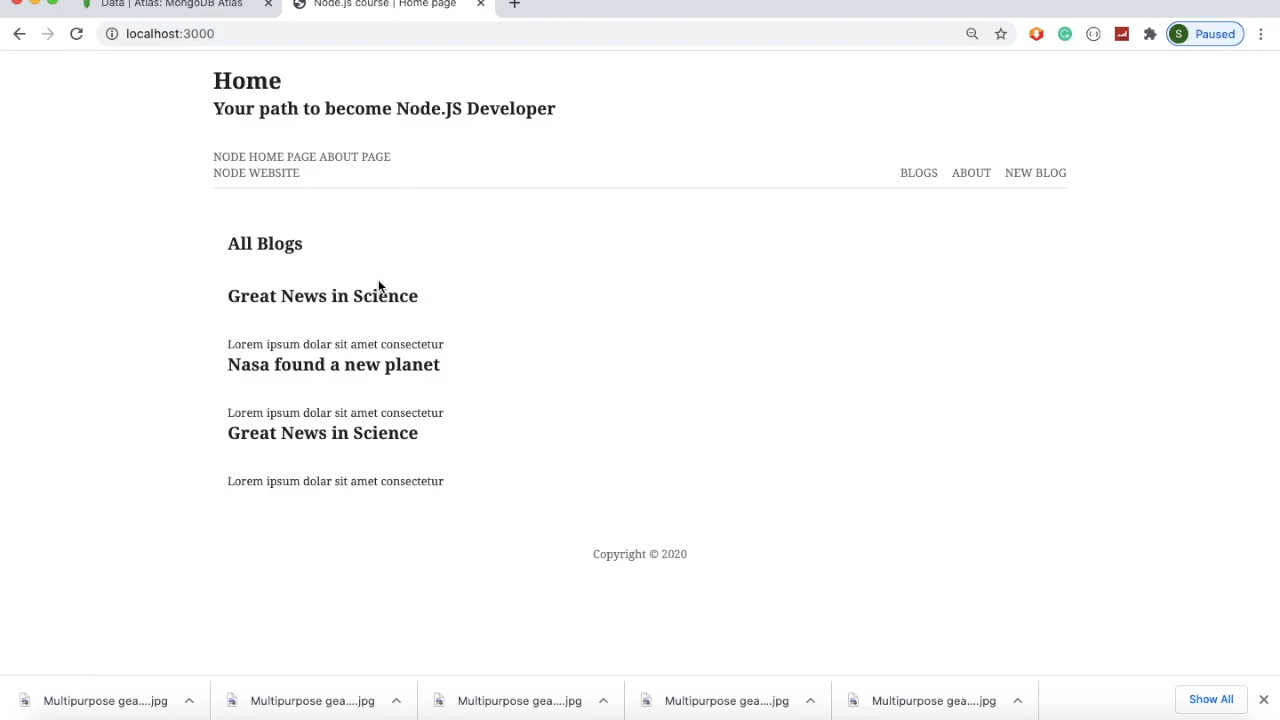 Data | Atlas: MongoDB Atlas
Node.js course | Home page
localhost:3000
S Paused
Home
Your path to become Node.JS Developer
NODE HOME PAGE ABOUT PAGE
NODE WEBSITE
BLOGS ABOUT NEW BLOG
All Blogs
Great News in Science
Lorem ipsum dolar sit amet consectetur
Nasa found a new planet
Lorem ipsum dolar sit amet consectetur
Great News in Science
Lorem ipsum dolar sit amet consectetur
Copyright © 2020
Multipurpose gea....jpg Multipurpose gea....jpg Multipurpose gea....jpg Multipurpose gea....jpg Multipurpose gea....jpg Show All